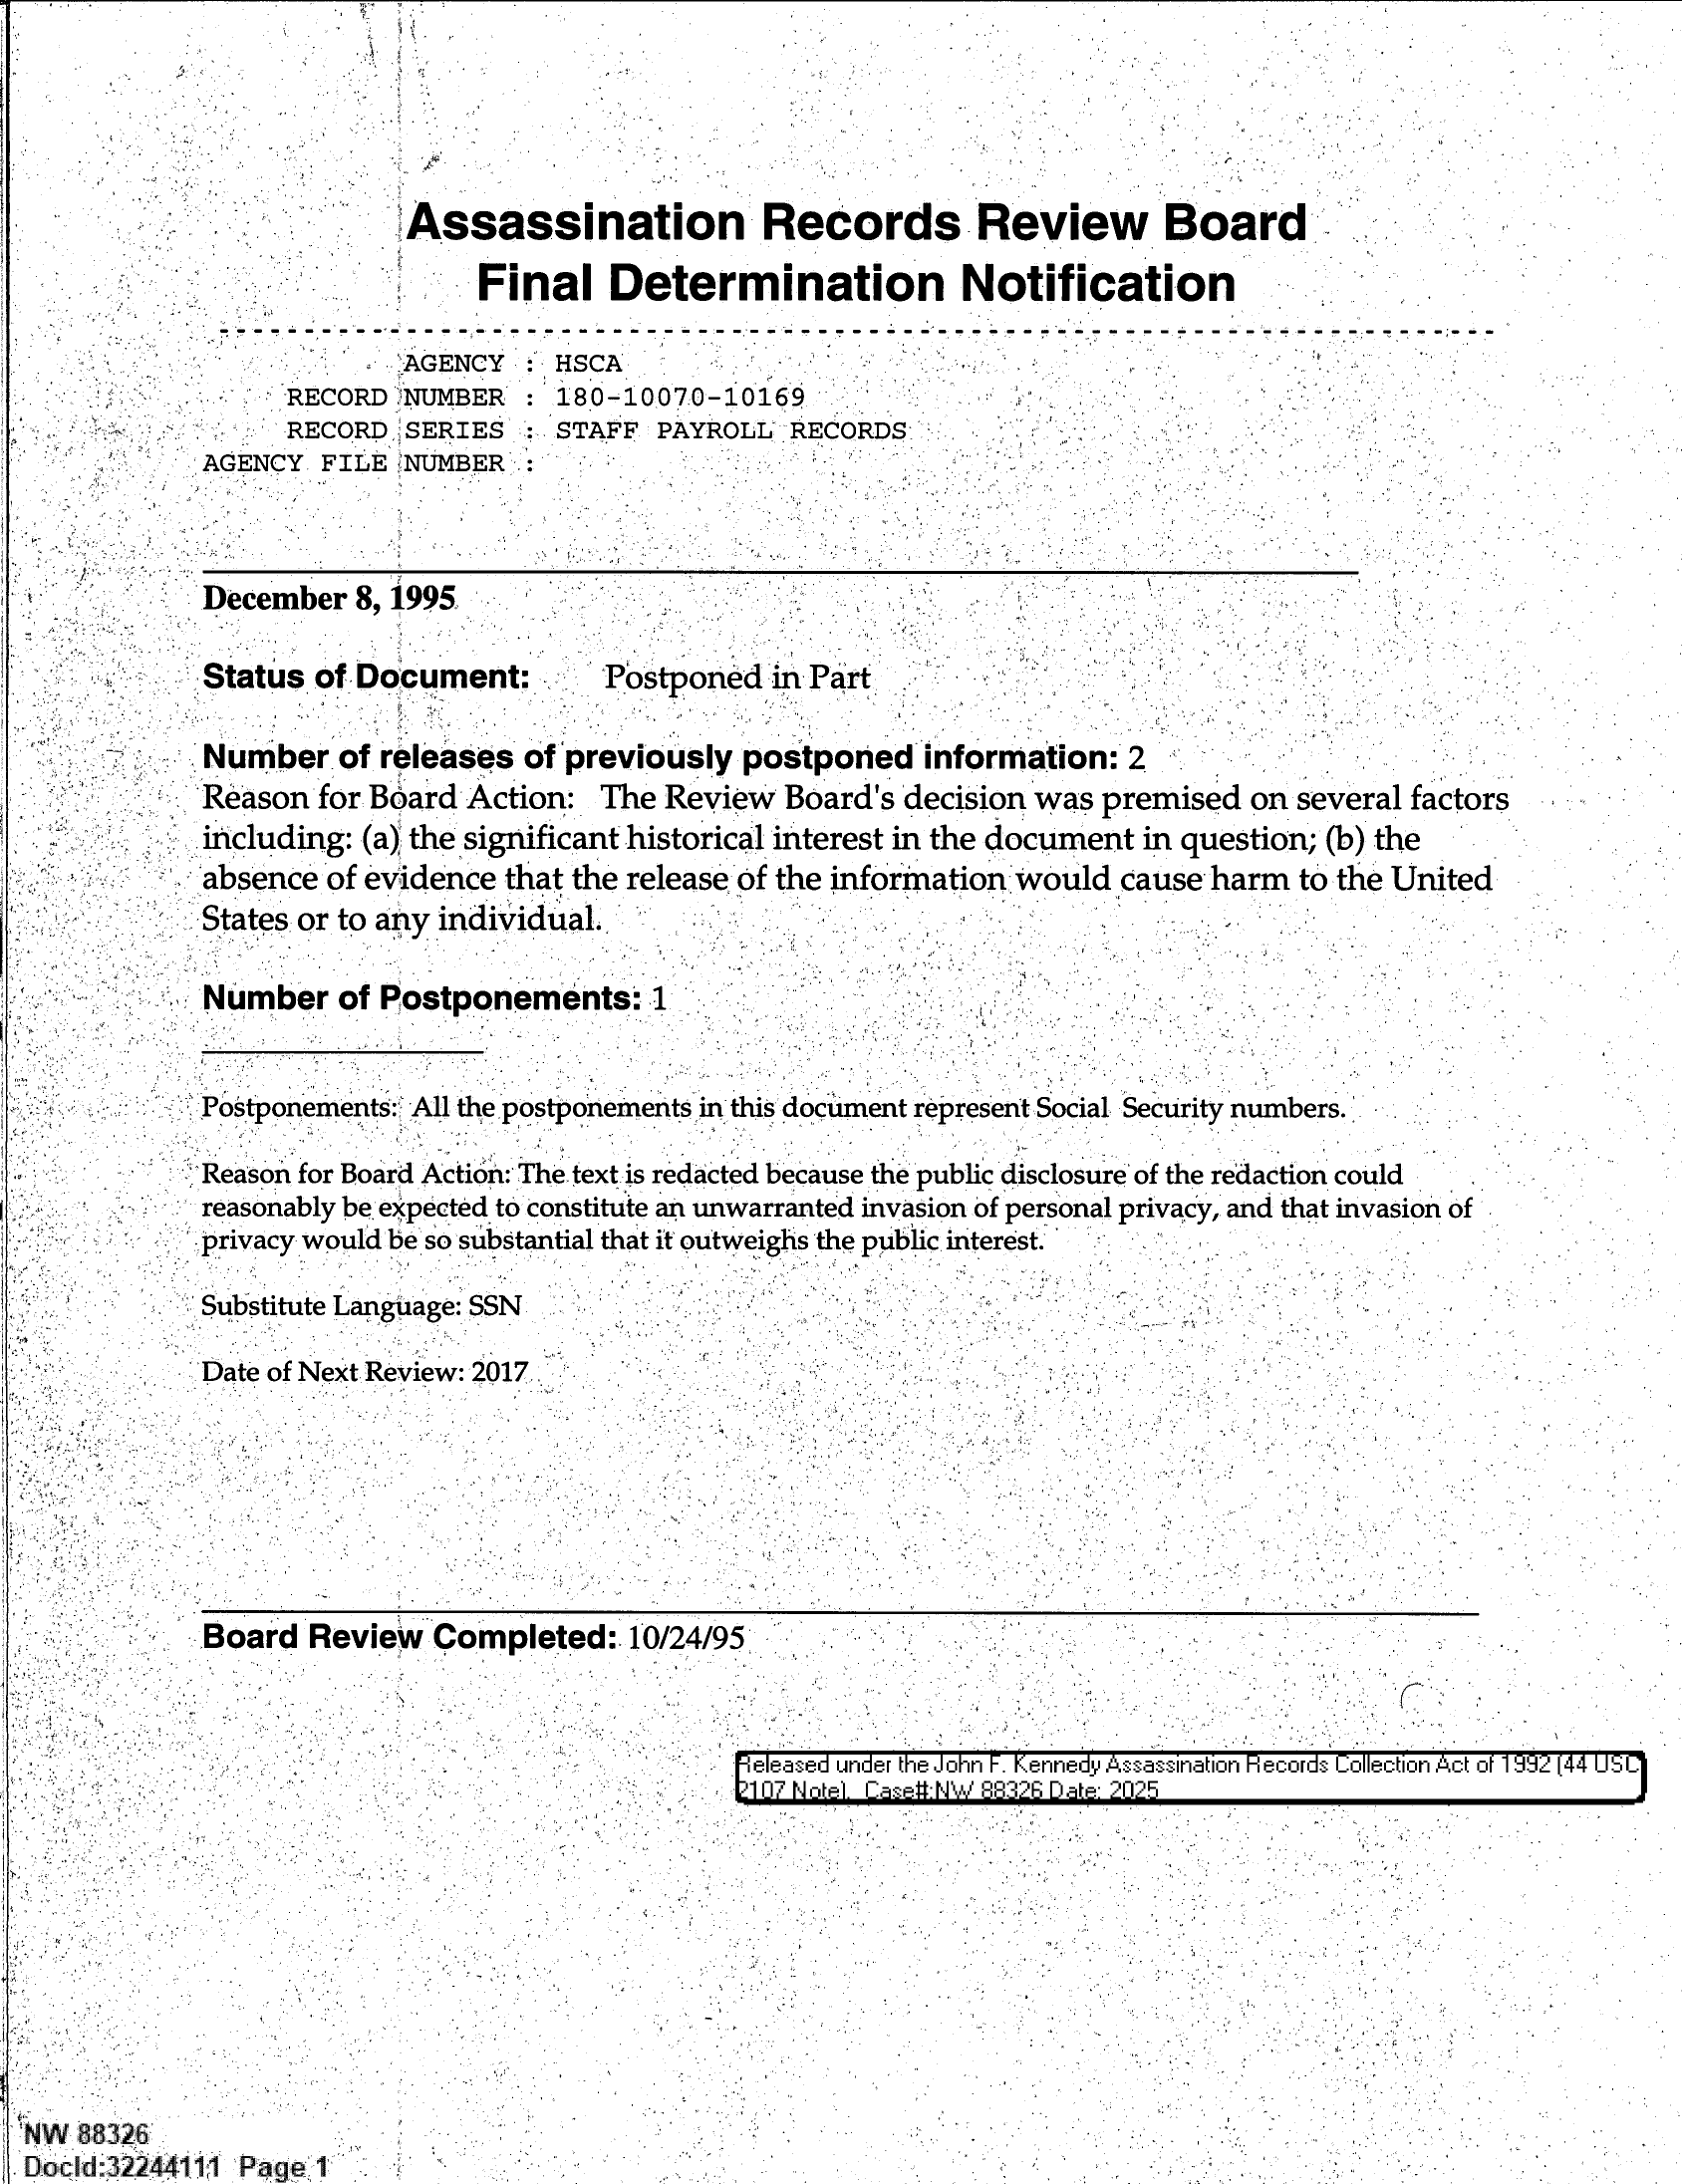 Assassination Records Review Board
Final Determination Notification
AGENCY : HSCA
RECORD NUMBER : 180-10070-10169
RECORD SERIES : STAFF PAYROLL RECORDS
AGENCY FILE NUMBER :
December 8, 1995
Status of Document: Postponed in Part
Number of releases of previously postponed information: 2
Reason for Board Action: The Review Board's decision was premised on several factors
including: (a) the significant historical interest in the document in question; (b) the
absence of evidence that the release of the information would cause harm to the United
States or to any individual.
Number of Postponements: 1
Postponements: All the postponements in this document represent Social Security numbers.
Reason for Board Action: The text is redacted because the public disclosure of the redaction could
reasonably be expected to constitute an unwarranted invasion of personal privacy, and that invasion of
privacy would be so substantial that it outweighs the public interest.
Substitute Language: SSN
Date of Next Review: 2017
Board Review Completed: 10/24/95
Released under the John F. Kennedy Assassination Records Collection Act of 1992 (44 USC
2107 Note). Case#:NW 88326 Date: 2025
NW 88326
DocId:32244111 Page 1